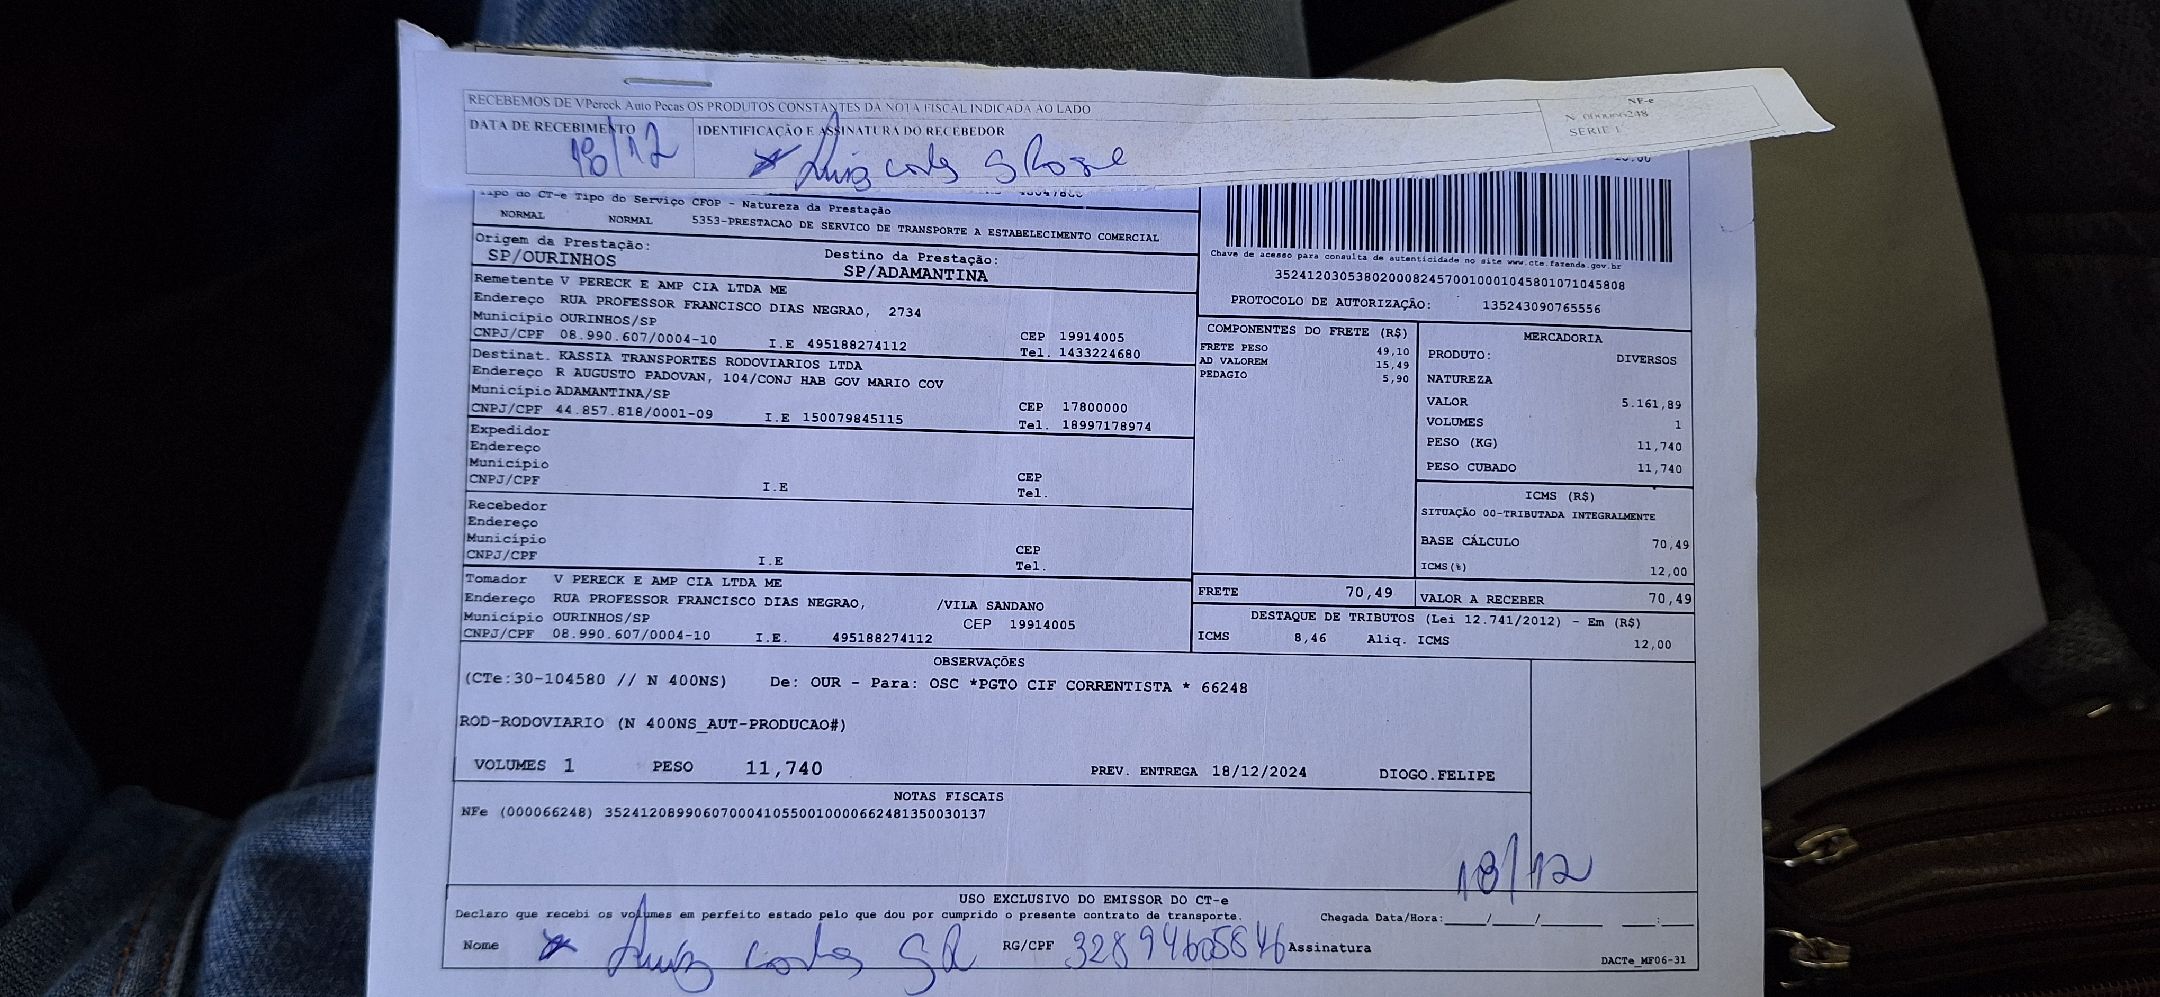 RECEBEMOS DE VPereck Auto Pecas OS PRODUTOS CONSTANTES DA NOTA FISCAL INDICADA AO LADO
NF-e
DATA DE RECEBIMENTO IDENTIFICAÇÃO E ASSINATURA DO RECEBEDOR
SERIE 1
18/12 Luiz
Tipo do CT-e Tipo do Serviço CFOP - Natureza da Prestação
NORMAL NORMAL 5353-PRESTACAO DE SERVICO DE TRANSPORTE A ESTABELECIMENTO COMERCIAL
Origem da Prestação: Destino da Prestação:
SP/OURINHOS SP/ADAMANTINA
Remetente V PERECK E AMP CIA LTDA ME
Endereço RUA PROFESSOR FRANCISCO DIAS NEGRAO, 2734
Município OURINHOS/SP CEP 19914005
CNPJ/CPF 08.990.607/0004-10 I.E 495188274112 Tel. 1433224680
Destinat. KASSIA TRANSPORTES RODOVIARIOS LTDA
Endereço R AUGUSTO PADOVAN, 104/CONJ HAB GOV MARIO COV
Município ADAMANTINA/SP CEP 17800000
CNPJ/CPF 44.857.818/0001-09 I.E 150079845115 Tel. 18997178974
Expedidor
Endereço
Município CEP
CNPJ/CPF I.E Tel.
Recebedor
Endereço
Município CEP
CNPJ/CPF I.E Tel.
Tomador V PERECK E AMP CIA LTDA ME
Endereço RUA PROFESSOR FRANCISCO DIAS NEGRAO, /VILA SANDANO
Município OURINHOS/SP CEP 19914005
CNPJ/CPF 08.990.607/0004-10 I.E. 495188274112
Chave de acesso para consulta de autenticidade no site www.cte.fazenda.gov.br
35241203053802000824570010001045801071045808
PROTOCOLO DE AUTORIZAÇÃO: 135243090765556
COMPONENTES DO FRETE (R$)
FRETE PESO 49,10
AD VALOREM 15,49
PEDAGIO 5,90
MERCADORIA
PRODUTO: DIVERSOS
NATUREZA
VALOR 5.161,89
VOLUMES 1
PESO (KG) 11,740
PESO CUBADO 11,740
ICMS (R$)
SITUAÇÃO 00-TRIBUTADA INTEGRALMENTE
BASE CÁLCULO 70,49
ICMS(%) 12,00
FRETE 70,49 VALOR A RECEBER 70,49
DESTAQUE DE TRIBUTOS (Lei 12.741/2012) - Em (R$)
ICMS 8,46 Aliq. ICMS 12,00
OBSERVAÇÕES
(CTe:30-104580 // N 400NS) De: OUR - Para: OSC *PGTO CIF CORRENTISTA * 66248
ROD-RODOVIARIO (N 400NS_AUT-PRODUCAO#)
VOLUMES 1 PESO 11,740 PREV. ENTREGA 18/12/2024 DIOGO.FELIPE
NOTAS FISCAIS
NFe (000066248) 35241208990607000410550010000662481350030137
18/12
USO EXCLUSIVO DO EMISSOR DO CT-e
Declaro que recebi os volumes em perfeito estado pelo que dou por cumprido o presente contrato de transporte. Chegada Data/Hora: ____/____/____ ___:___
Nome Luiz RG/CPF 32894605846 Assinatura
DACTe_MF06-31